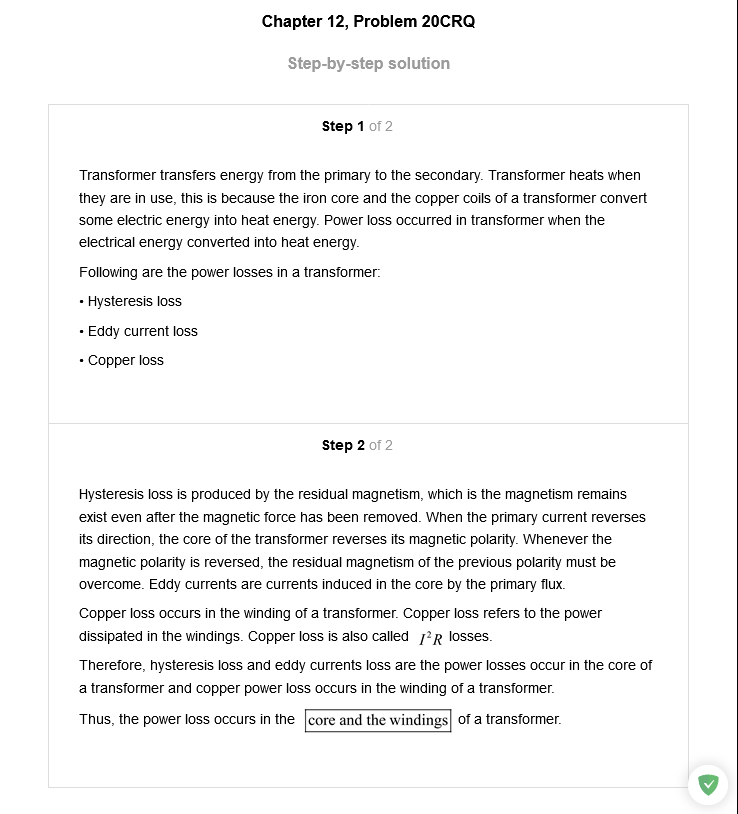 Chapter 12, Problem 20CRQ
Step-by-step solution
Step 1 of 2
Transformer transfers energy from the primary to the secondary. Transformer heats when
they are in use, this is because the iron core and the copper coils of a transformer convert
some electric energy into heat energy. Power loss occurred in transformer when the
electrical energy converted into heat energy.
Following are the power losses in a transformer:
• Hysteresis loss
• Eddy current loss
• Copper loss
Step 2 of 2
Hysteresis loss is produced by the residual magnetism, which is the magnetism remains
exist even after the magnetic force has been removed. When the primary current reverses
its direction, the core of the transformer reverses its magnetic polarity. Whenever the
magnetic polarity is reversed, the residual magnetism of the previous polarity must be
overcome. Eddy currents are currents induced in the core by the primary flux.
Copper loss occurs in the winding of a transformer. Copper loss refers to the power
dissipated in the windings. Copper loss is also called I²R losses.
Therefore, hysteresis loss and eddy currents loss are the power losses occur in the core of
a transformer and copper power loss occurs in the winding of a transformer.
Thus, the power loss occurs in the core and the windings of a transformer.